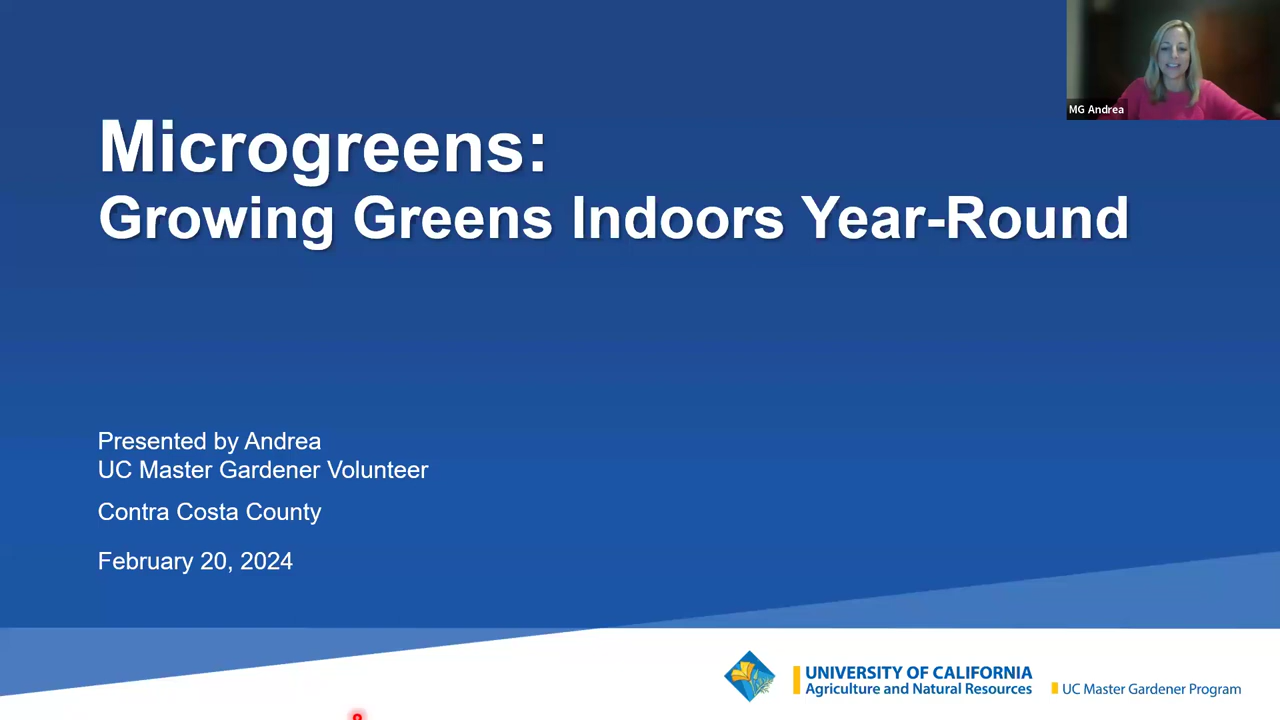 MG Andrea
Microgreens:
Growing Greens Indoors Year-Round
Presented by Andrea
UC Master Gardener Volunteer
Contra Costa County
February 20, 2024
UNIVERSITY OF CALIFORNIA
Agriculture and Natural Resources
UC Master Gardener Program